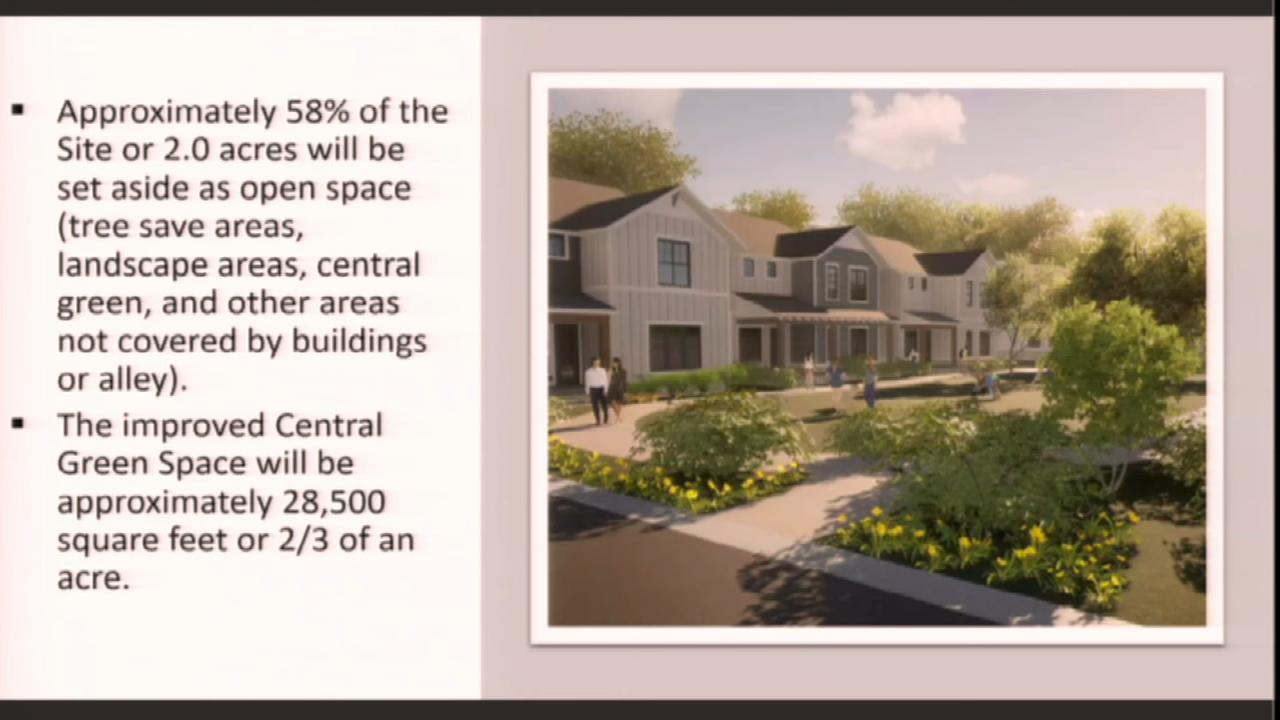 ▪ Approximately 58% of the
Site or 2.0 acres will be
set aside as open space
(tree save areas,
landscape areas, central
green, and other areas
not covered by buildings
or alley).
▪ The improved Central
Green Space will be
approximately 28,500
square feet or 2/3 of an
acre.